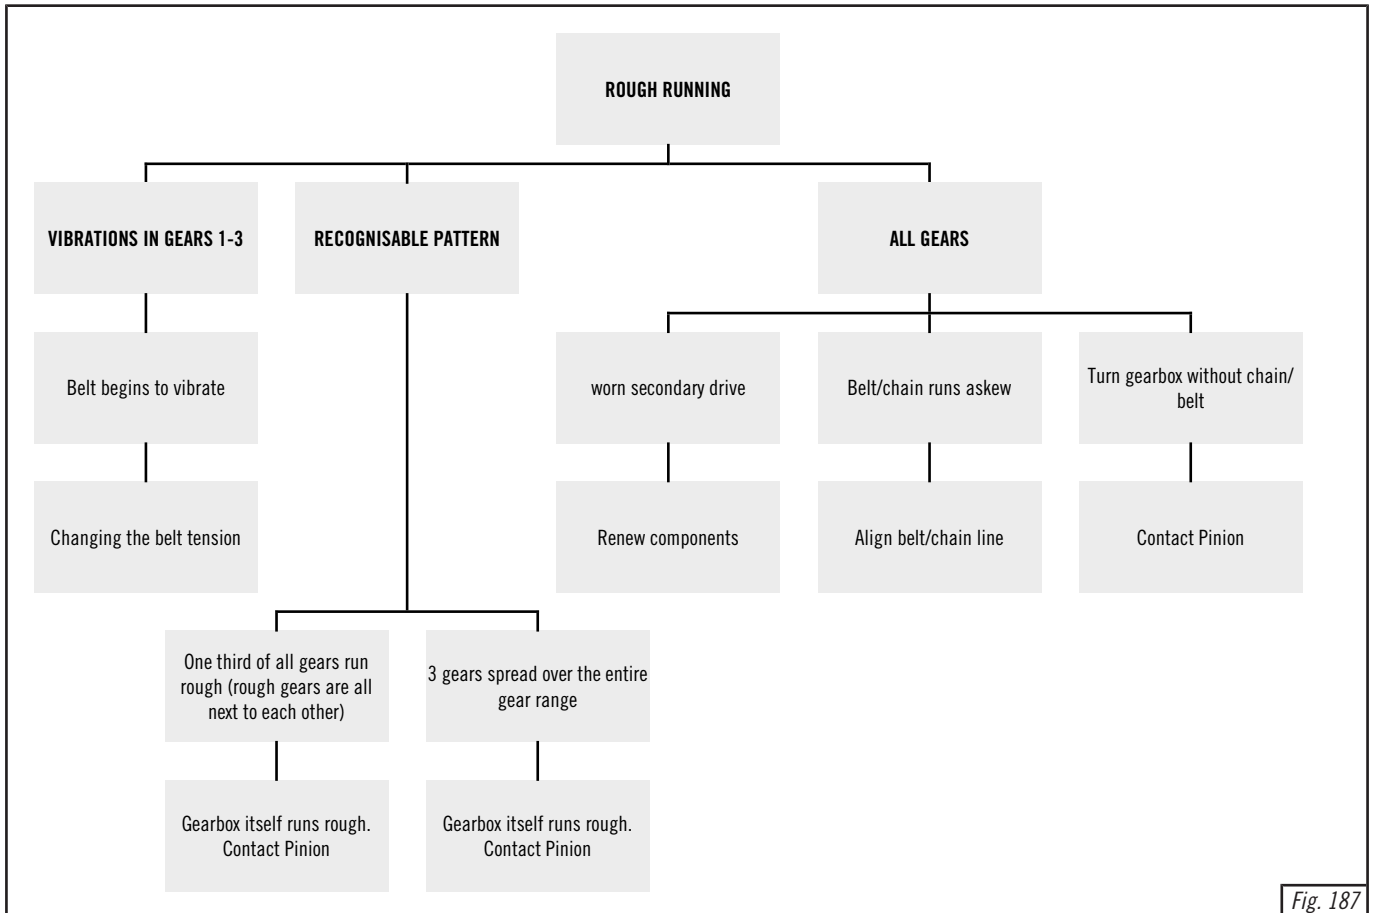 ROUGH RUNNING
VIBRATIONS IN GEARS 1-3
RECOGNISABLE PATTERN
ALL GEARS
Belt begins to vibrate
worn secondary drive
Belt/chain runs askew
Turn gearbox without chain/
belt
Changing the belt tension
Renew components
Align belt/chain line
Contact Pinion
One third of all gears run
rough (rough gears are all
next to each other)
3 gears spread over the entire
gear range
Gearbox itself runs rough.
Contact Pinion
Gearbox itself runs rough.
Contact Pinion
Fig. 187